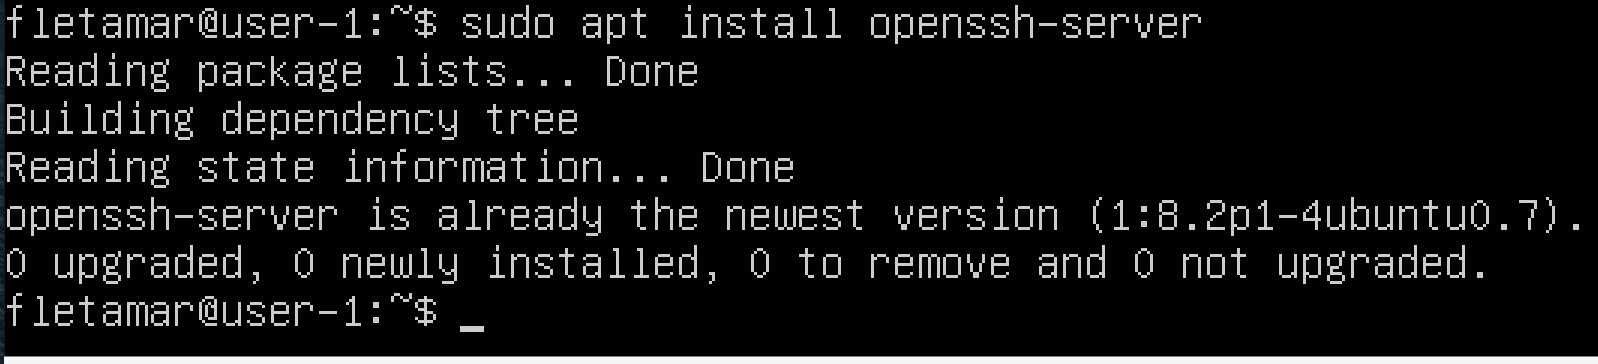 fletamar@user-1:~$ sudo apt install openssh-server
Reading package lists... Done
Building dependency tree
Reading state information... Done
openssh-server is already the newest version (1:8.2p1-4ubuntu0.7).
0 upgraded, 0 newly installed, 0 to remove and 0 not upgraded.
fletamar@user-1:~$ _